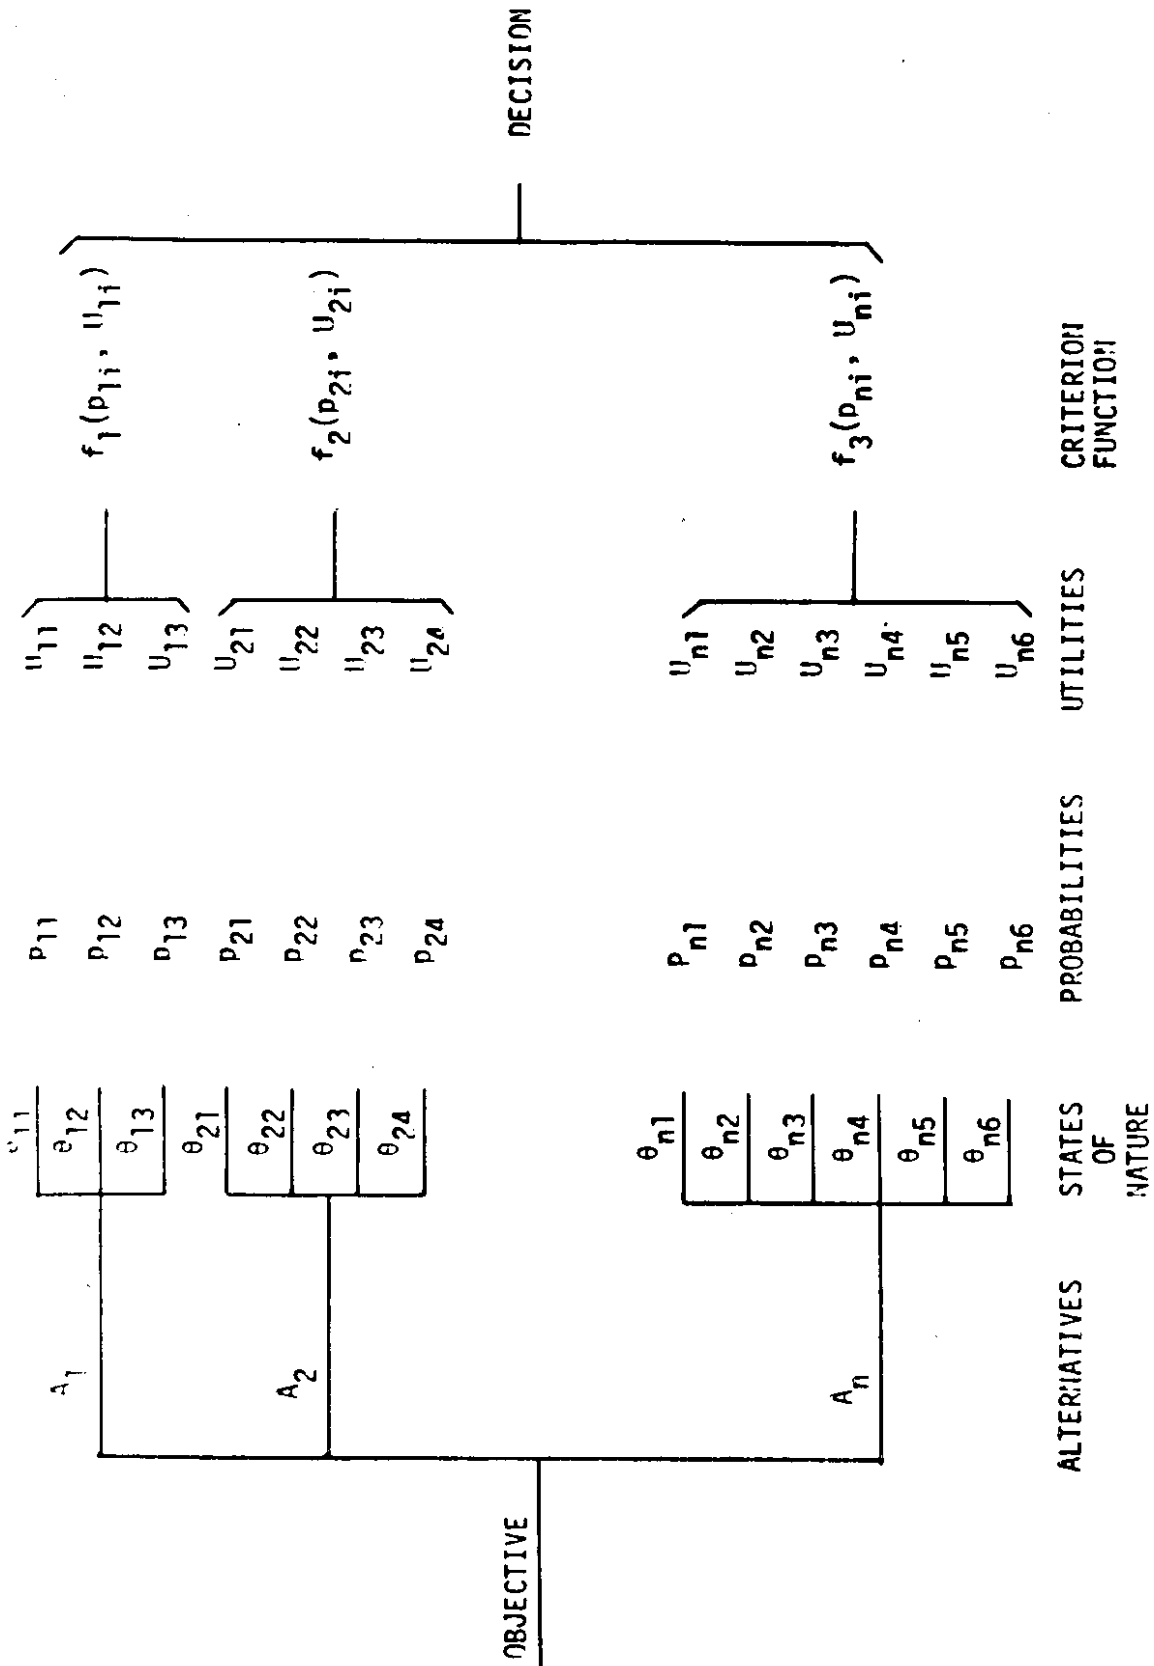 OBJECTIVE
A₁
A₂
Aₙ
ALTERNATIVES
θ₁₁
θ₁₂
θ₁₃
θ₂₁
θ₂₂
θ₂₃
θ₂₄
θₙ₁
θₙ₂
θₙ₃
θₙ₄
θₙ₅
θₙ₆
STATES
OF
NATURE
p₁₁
p₁₂
p₁₃
p₂₁
p₂₂
p₂₃
p₂₄
pₙ₁
pₙ₂
pₙ₃
pₙ₄
pₙ₅
pₙ₆
PROBABILITIES
U₁₁
U₁₂
U₁₃
U₂₁
U₂₂
U₂₃
U₂₄
Uₙ₁
Uₙ₂
Uₙ₃
Uₙ₄
Uₙ₅
Uₙ₆
UTILITIES
f₁(p₁ᵢ, U₁ᵢ)
f₂(p₂ᵢ, U₂ᵢ)
f₃(pₙᵢ, Uₙᵢ)
CRITERION
FUNCTION
DECISION